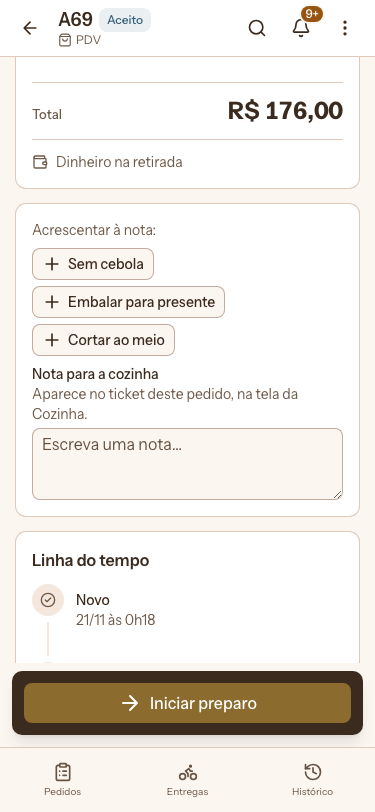 A69
Aceito
PDV
9+
Total
R$ 176,00
Dinheiro na retirada
Acrescentar à nota:
Sem cebola
Embalar para presente
Cortar ao meio
Nota para a cozinha
Aparece no ticket deste pedido, na tela da
Cozinha.
Escreva uma nota...
Linha do tempo
Novo
21/11 às 0h18
Iniciar preparo
Pedidos
Entregas
Histórico